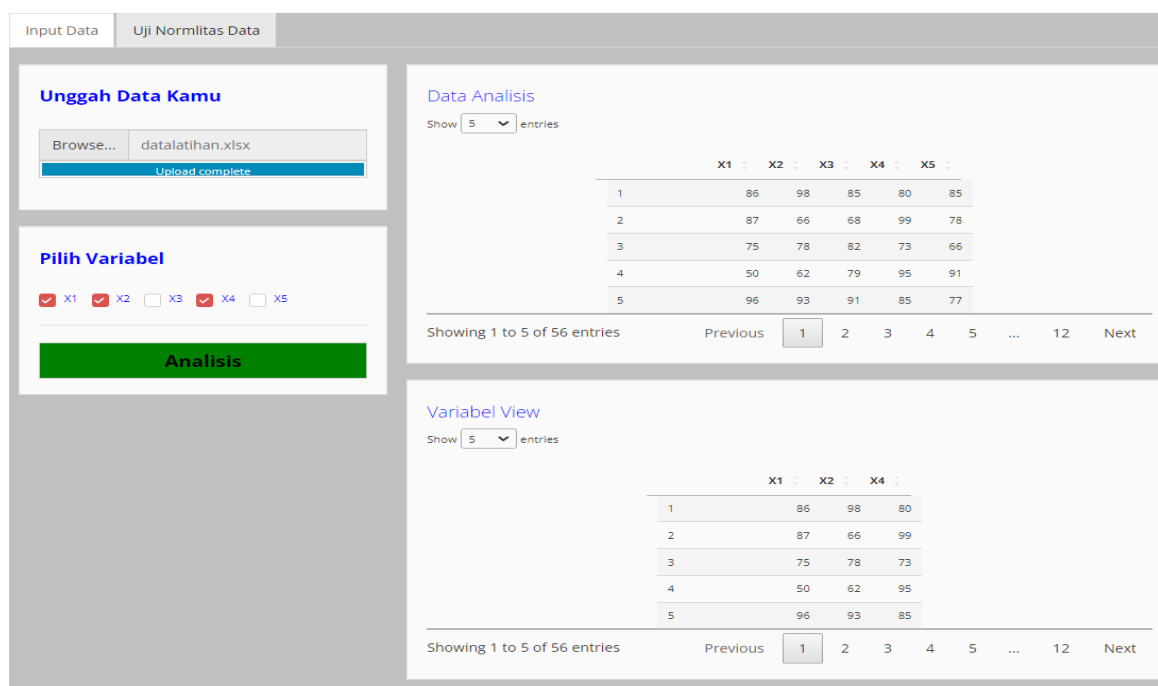 Input Data Uji Normlitas Data
Unggah Data Kamu
Browse... datalatihan.xlsx
Upload complete
Pilih Variabel
X1 X2 X3 X4 X5
Analisis
Data Analisis
Show 5 entries
X1 X2 X3 X4 X5
1 86 98 85 80 85
2 87 66 68 99 78
3 75 78 82 73 66
4 50 62 79 95 91
5 96 93 91 85 77
Showing 1 to 5 of 56 entries Previous 1 2 3 4 5 ... 12 Next
Variabel View
Show 5 entries
X1 X2 X4
1 86 98 80
2 87 66 99
3 75 78 73
4 50 62 95
5 96 93 85
Showing 1 to 5 of 56 entries Previous 1 2 3 4 5 ... 12 Next